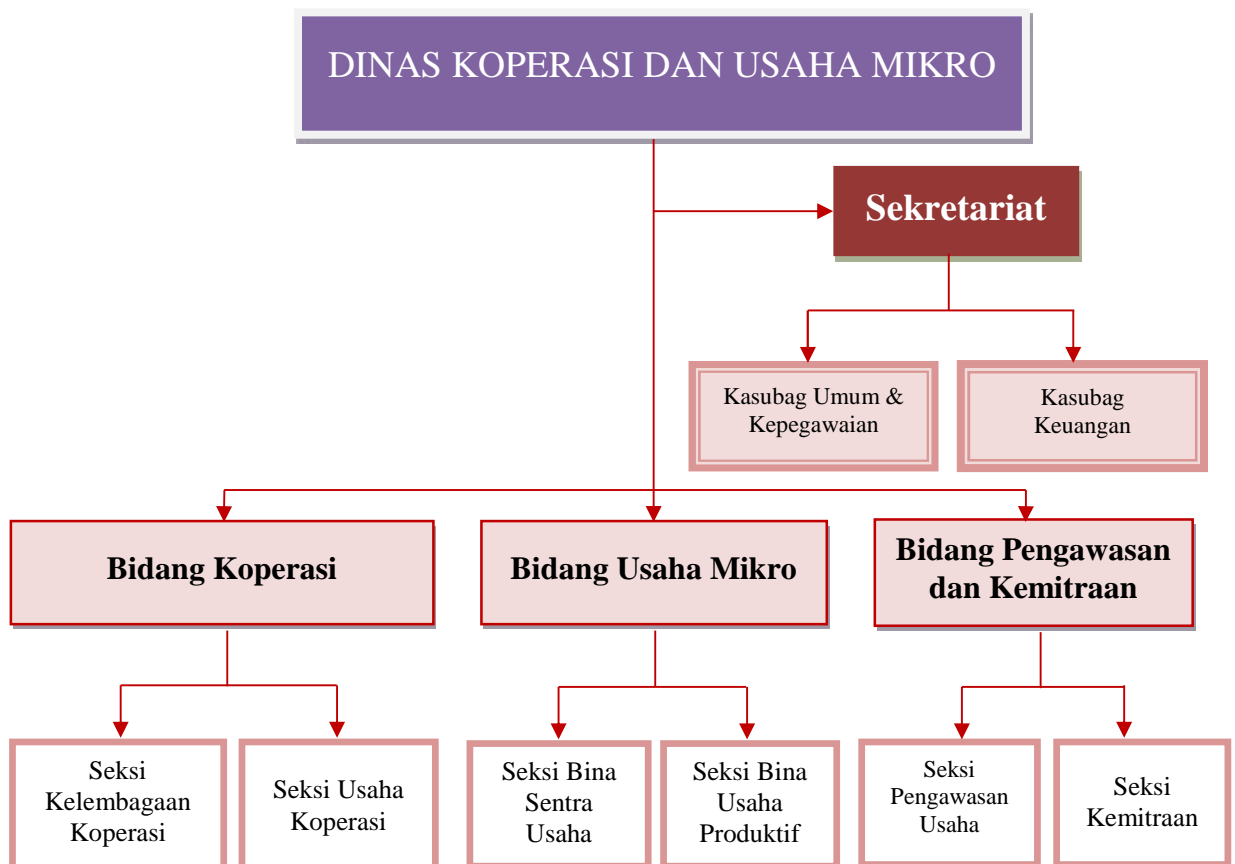 DINAS KOPERASI DAN USAHA MIKRO
Sekretariat
Kasubag Umum &
Kepegawaian
Kasubag
Keuangan
Bidang Koperasi
Bidang Usaha Mikro
Bidang Pengawasan
dan Kemitraan
Seksi
Kelembagaan
Koperasi
Seksi Usaha
Koperasi
Seksi Bina
Sentra
Usaha
Seksi Bina
Usaha
Produktif
Seksi
Pengawasan
Usaha
Seksi
Kemitraan